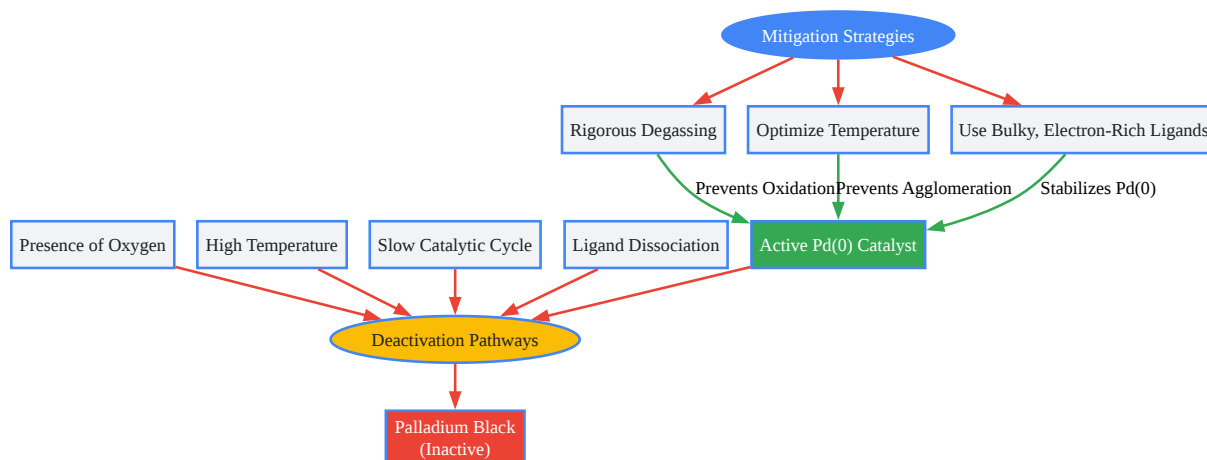 Mitigation Strategies
Rigorous Degassing
Optimize Temperature
Use Bulky, Electron-Rich Ligands
Prevents Oxidation
Prevents Agglomeration
Stabilizes Pd(0)
Presence of Oxygen
High Temperature
Slow Catalytic Cycle
Ligand Dissociation
Active Pd(0) Catalyst
Deactivation Pathways
Palladium Black
(Inactive)